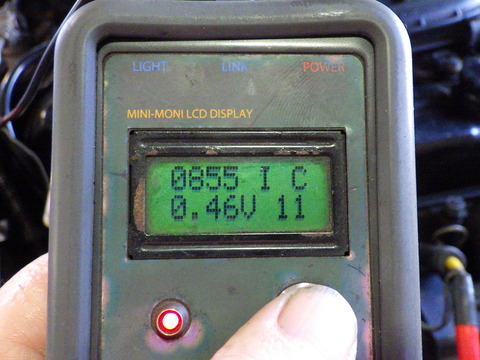 LIGHT LINK POWER
MINI-MONI LCD DISPLAY
0855 I C
0.46V 11